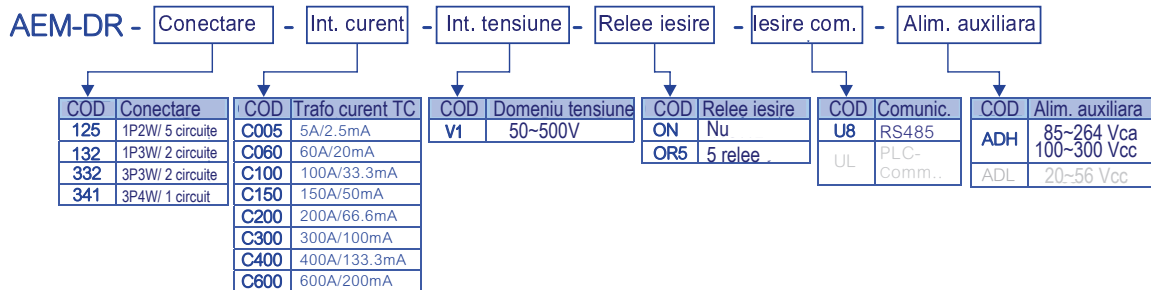 AEM-DR - Conectare - Int. curent - Int. tensiune - Relee iesire - Iesire com. - Alim. auxiliara
COD Conectare
125 1P2W/ 5 circuite
132 1P3W/ 2 circuite
332 3P3W/ 2 circuite
341 3P4W/ 1 circuit
COD Trafo curent TC
C005 5A/2.5mA
C060 60A/20mA
C100 100A/33.3mA
C150 150A/50mA
C200 200A/66.6mA
C300 300A/100mA
C400 400A/133.3mA
C600 600A/200mA
COD Domeniu tensiune
V1 50~500V
COD Relee iesire
ON Nu
OR5 5 relee
COD Comunic.
U8 RS485
UL PLC-
Comm..
COD Alim. auxiliara
ADH 85~264 Vca
100~300 Vcc
ADL 20~56 Vcc